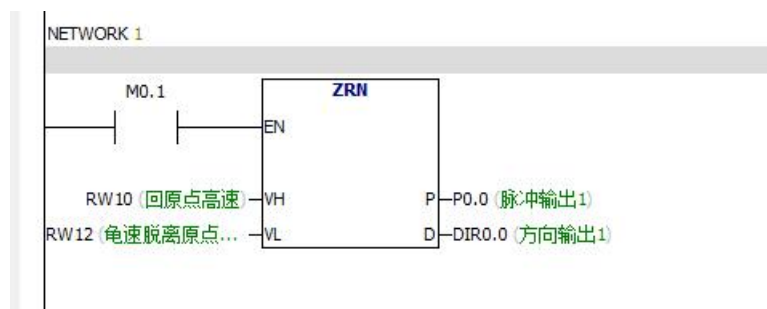 NETWORK 1
M0.1
ZRN
EN
RW10 (回原点高速) VH P P0.0 (脉冲输出1)
RW12 (龟速脱离原点... VL D DIR0.0 (方向输出1)